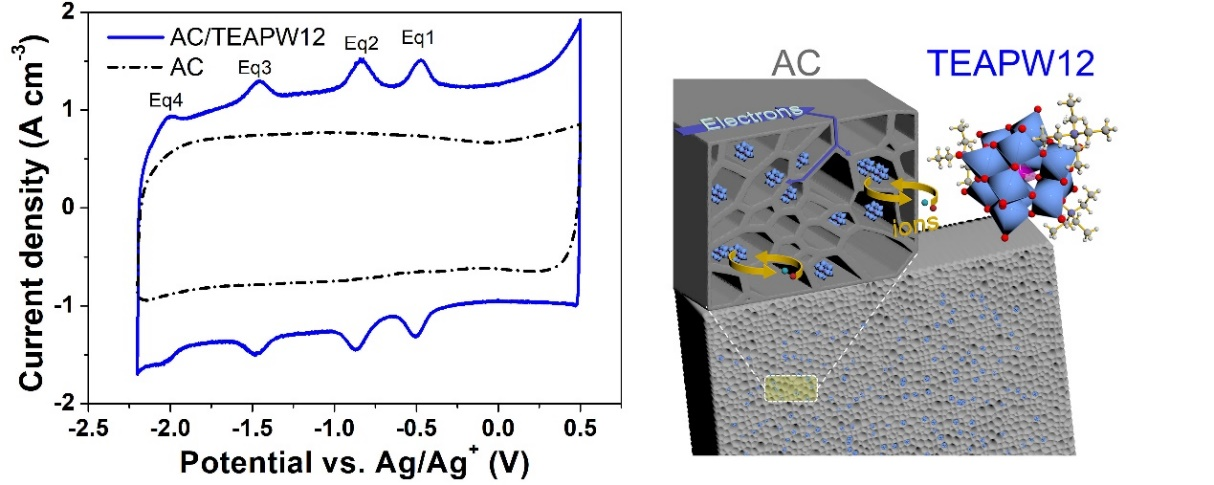 AC/TEAPW12
AC
Eq4
Eq3
Eq2
Eq1
2
1
0
-1
-2
-2.5
-2.0
-1.5
-1.0
-0.5
0.0
0.5
Current density (A cm⁻³)
Potential vs. Ag/Ag⁺ (V)
AC
TEAPW12
Electrons
ions